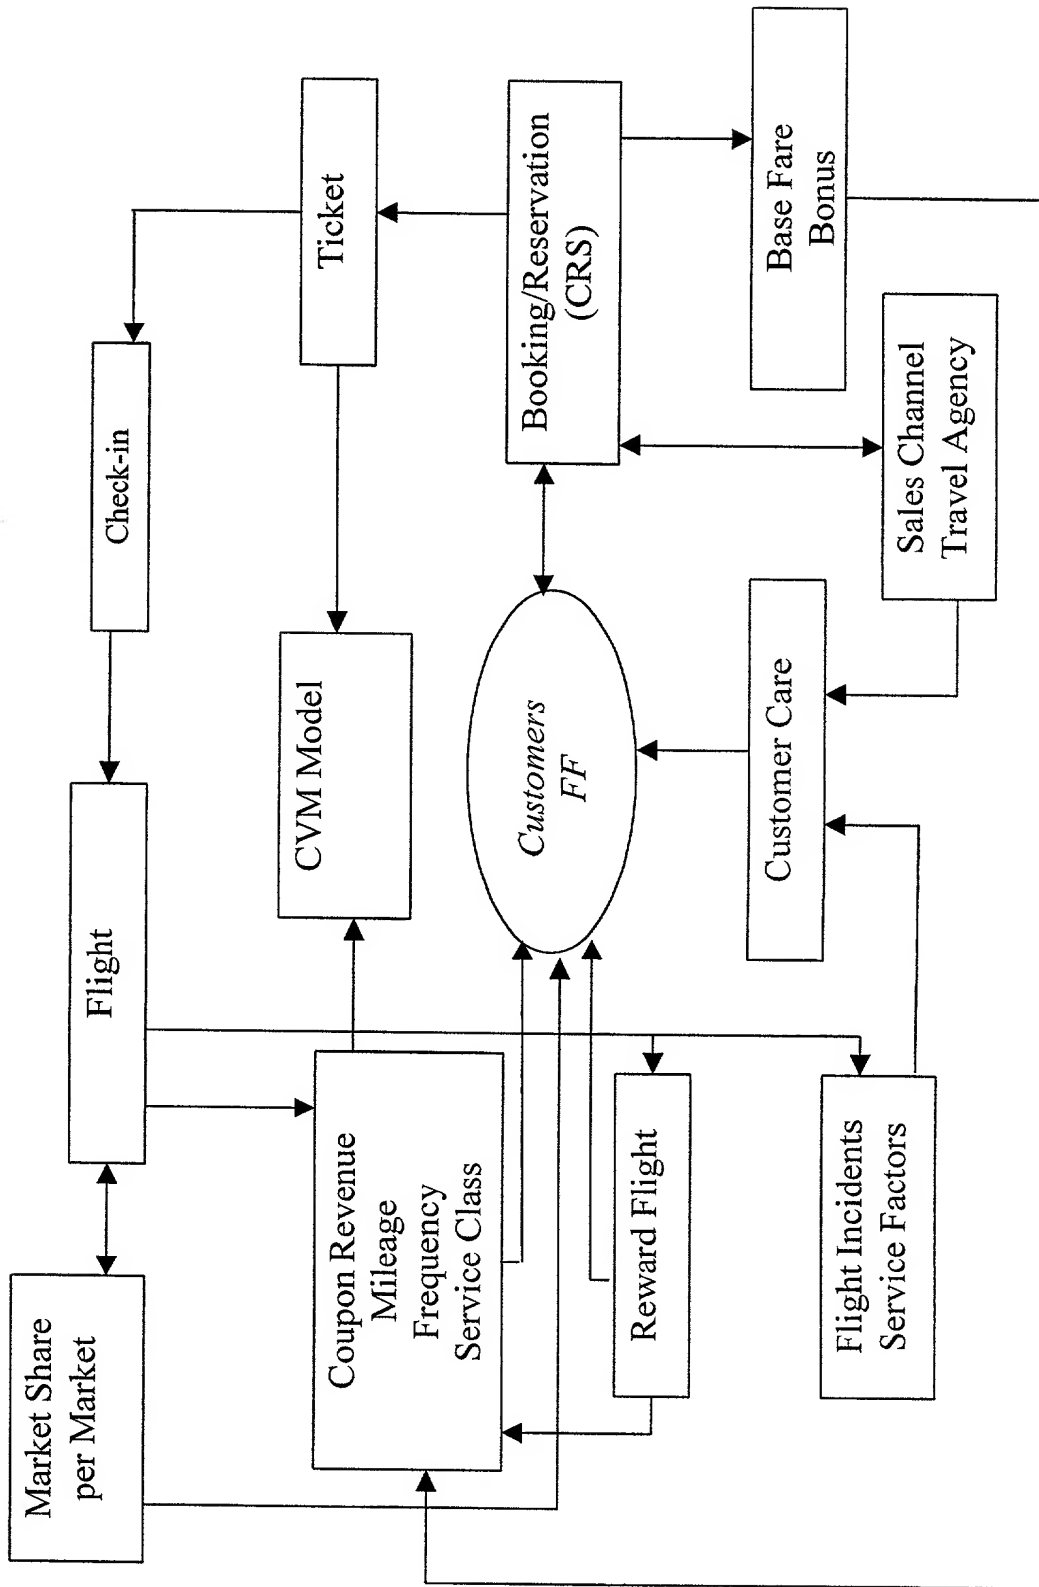 Market Share
per Market
Flight
Check-in
Coupon Revenue
Mileage
Frequency
Service Class
CVM Model
Ticket
Customers
FF
Booking/Reservation
(CRS)
Reward Flight
Flight Incidents
Service Factors
Customer Care
Base Fare
Bonus
Sales Channel
Travel Agency